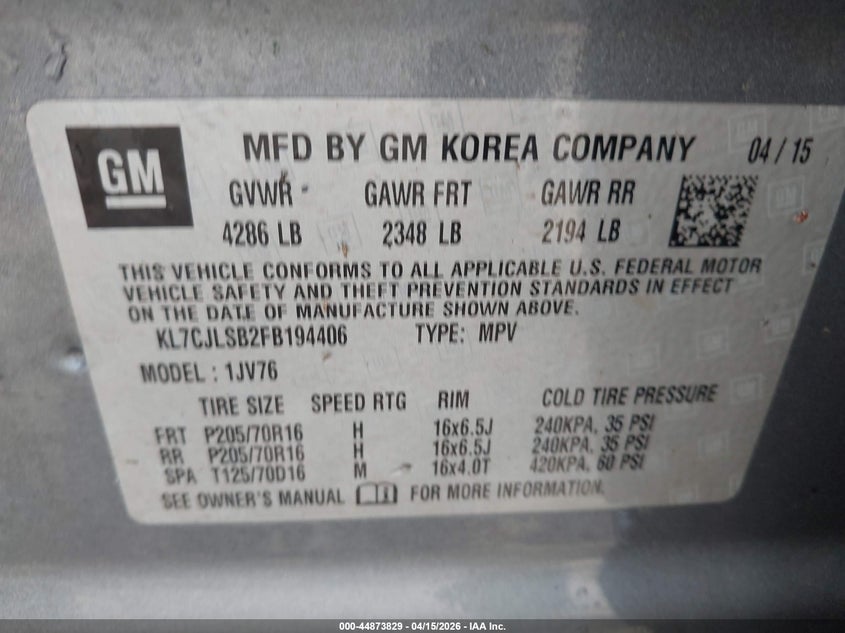 GM
MFD BY GM KOREA COMPANY 04/15
GVWR GAWR FRT GAWR RR
4286 LB 2348 LB 2194 LB
THIS VEHICLE CONFORMS TO ALL APPLICABLE U.S. FEDERAL MOTOR
VEHICLE SAFETY AND THEFT PREVENTION STANDARDS IN EFFECT
ON THE DATE OF MANUFACTURE SHOWN ABOVE.
KL7CJLSB2FB194406 TYPE: MPV
MODEL : 1JV76
TIRE SIZE SPEED RTG RIM COLD TIRE PRESSURE
FRT P205/70R16 H 16x6.5J 240KPA, 35 PSI
RR P205/70R16 H 16x6.5J 240KPA, 35 PSI
SPA T125/70D16 M 16x4.0T 420KPA, 60 PSI
SEE OWNER'S MANUAL FOR MORE INFORMATION.
000-44873829 - 04/15/2026 - IAA Inc.